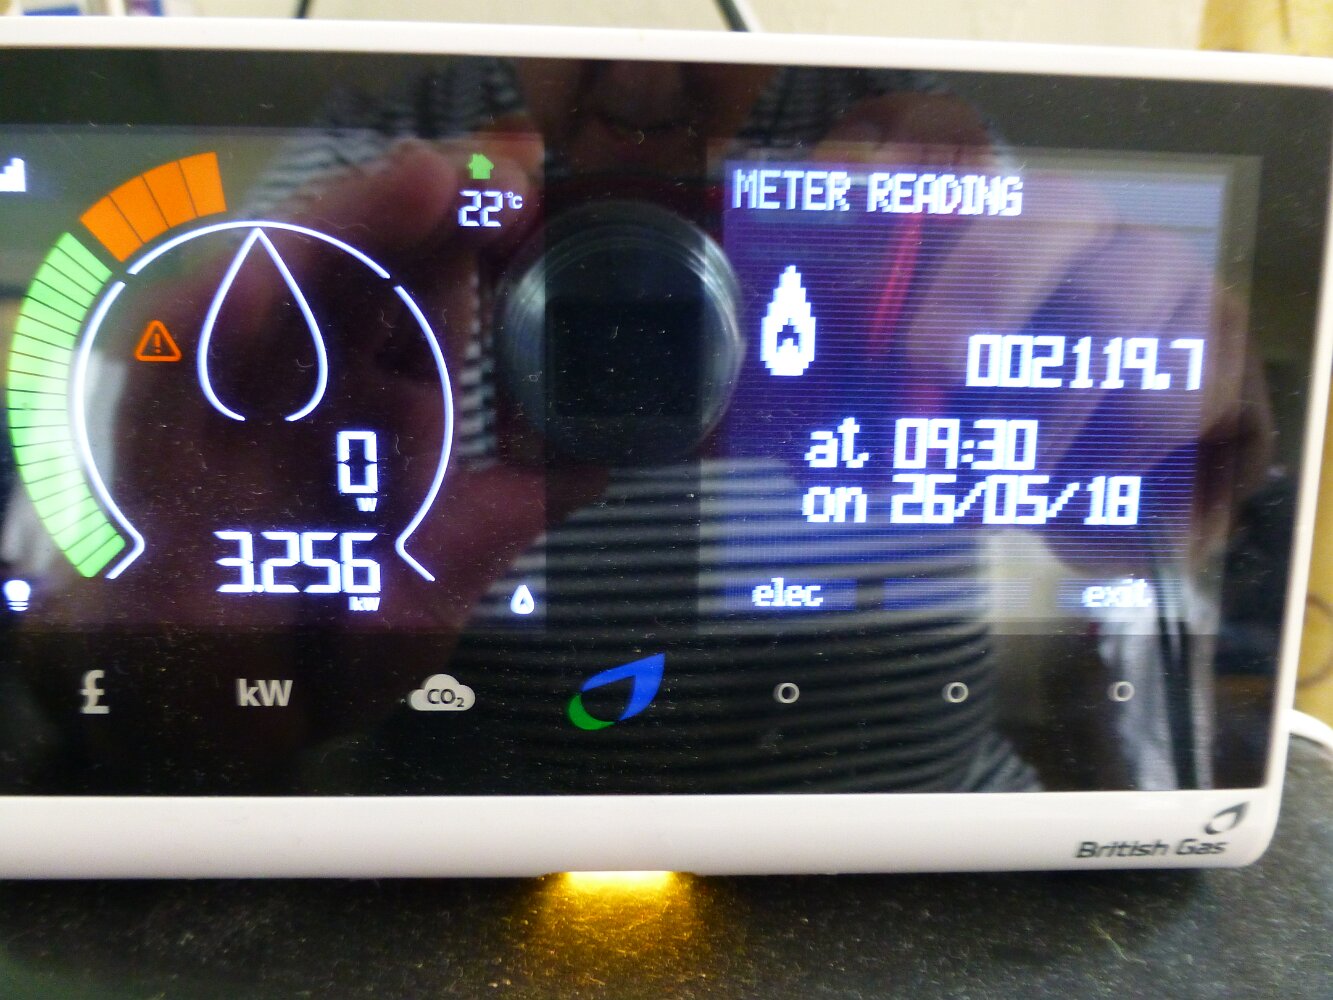 22°C
0
W
3.256
kW
METER READING
002119.7
at 09:30
on 26/05/18
elec exit
£ kW CO₂
British Gas